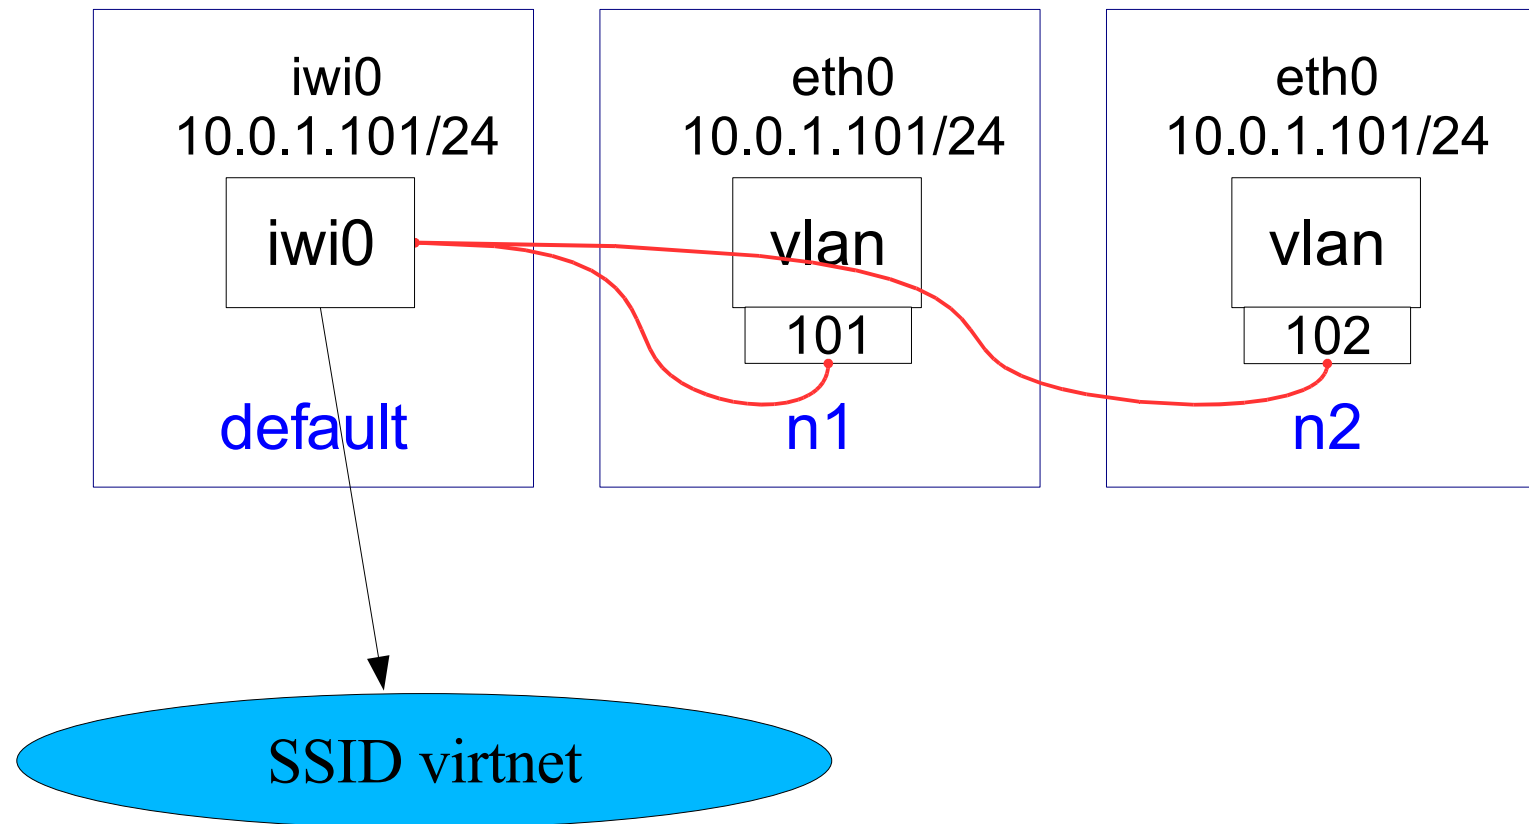 iwi0
10.0.1.101/24
iwi0
default
eth0
10.0.1.101/24
vlan
101
n1
eth0
10.0.1.101/24
vlan
102
n2
SSID virtnet